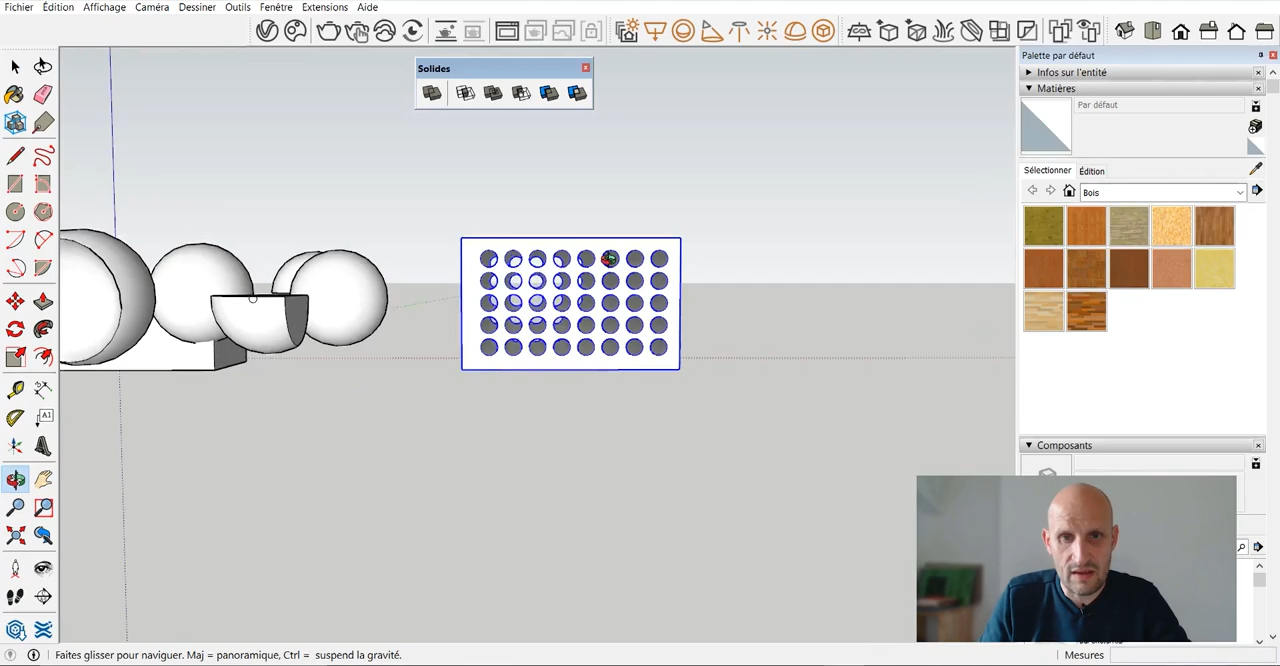 Fichier Édition Affichage Caméra Dessiner Outils Fenêtre Extensions Aide
Palette par défaut
Solides
Infos sur l'entité
Matières
Par défaut
Sélectionner Édition
Bois
A1
Composants
Faites glisser pour naviguer. Maj = panoramique, Ctrl = suspend la gravité.
Mesures